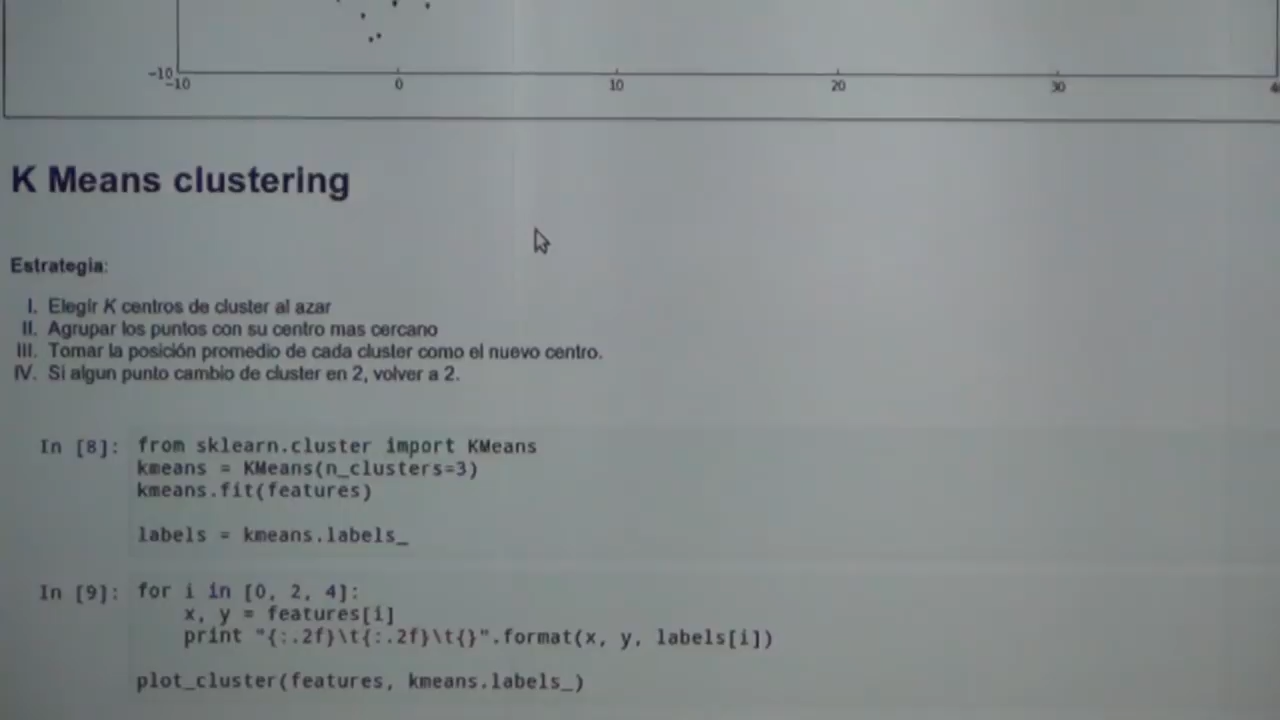 -10
-10 0 10 20 30
K Means clustering
Estrategia:
I. Elegir K centros de cluster al azar
II. Agrupar los puntos con su centro mas cercano
III. Tomar la posición promedio de cada cluster como el nuevo centro.
IV. Si algun punto cambio de cluster en 2, volver a 2.
In [8]: from sklearn.cluster import KMeans
kmeans = KMeans(n_clusters=3)
kmeans.fit(features)
labels = kmeans.labels_
In [9]: for i in [0, 2, 4]:
x, y = features[i]
print "{:.2f}\t{:.2f}\t{}".format(x, y, labels[i])
plot_cluster(features, kmeans.labels_)